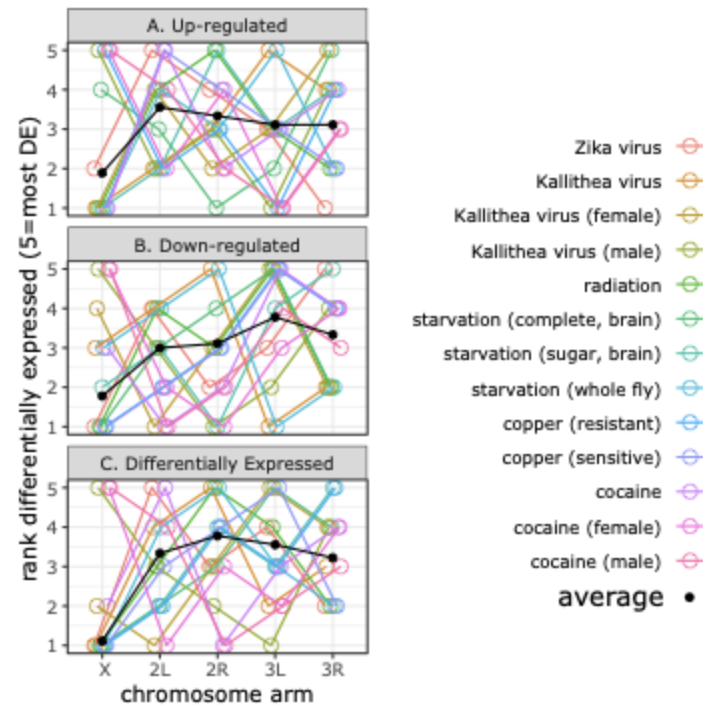 A. Up-regulated
5
4
3
2
1
B. Down-regulated
5
4
3
2
1
C. Differentially Expressed
5
4
3
2
1
X 2L 2R 3L 3R
chromosome arm
rank differentially expressed (5=most DE)
Zika virus
Kallithea virus
Kallithea virus (female)
Kallithea virus (male)
radiation
starvation (complete, brain)
starvation (sugar, brain)
starvation (whole fly)
copper (resistant)
copper (sensitive)
cocaine
cocaine (female)
cocaine (male)
average